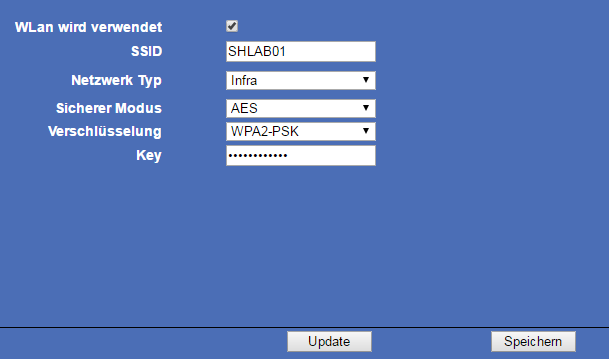 WLan wird verwendet
SSID SHLAB01
Netzwerk Typ Infra
Sicherer Modus AES
Verschlüsselung WPA2-PSK
Key ••••••••••••
Update Speichern